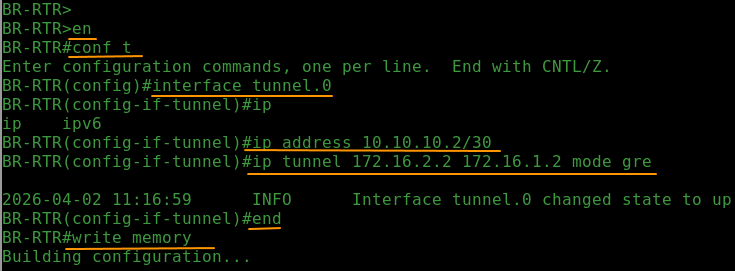 BR-RTR>
BR-RTR>en
BR-RTR#conf t
Enter configuration commands, one per line.  End with CNTL/Z.
BR-RTR(config)#interface tunnel.0
BR-RTR(config-if-tunnel)#ip
ip    ipv6
BR-RTR(config-if-tunnel)#ip address 10.10.10.2/30
BR-RTR(config-if-tunnel)#ip tunnel 172.16.2.2 172.16.1.2 mode gre
2026-04-02 11:16:59      INFO      Interface tunnel.0 changed state to up
BR-RTR(config-if-tunnel)#end
BR-RTR#write memory
Building configuration...